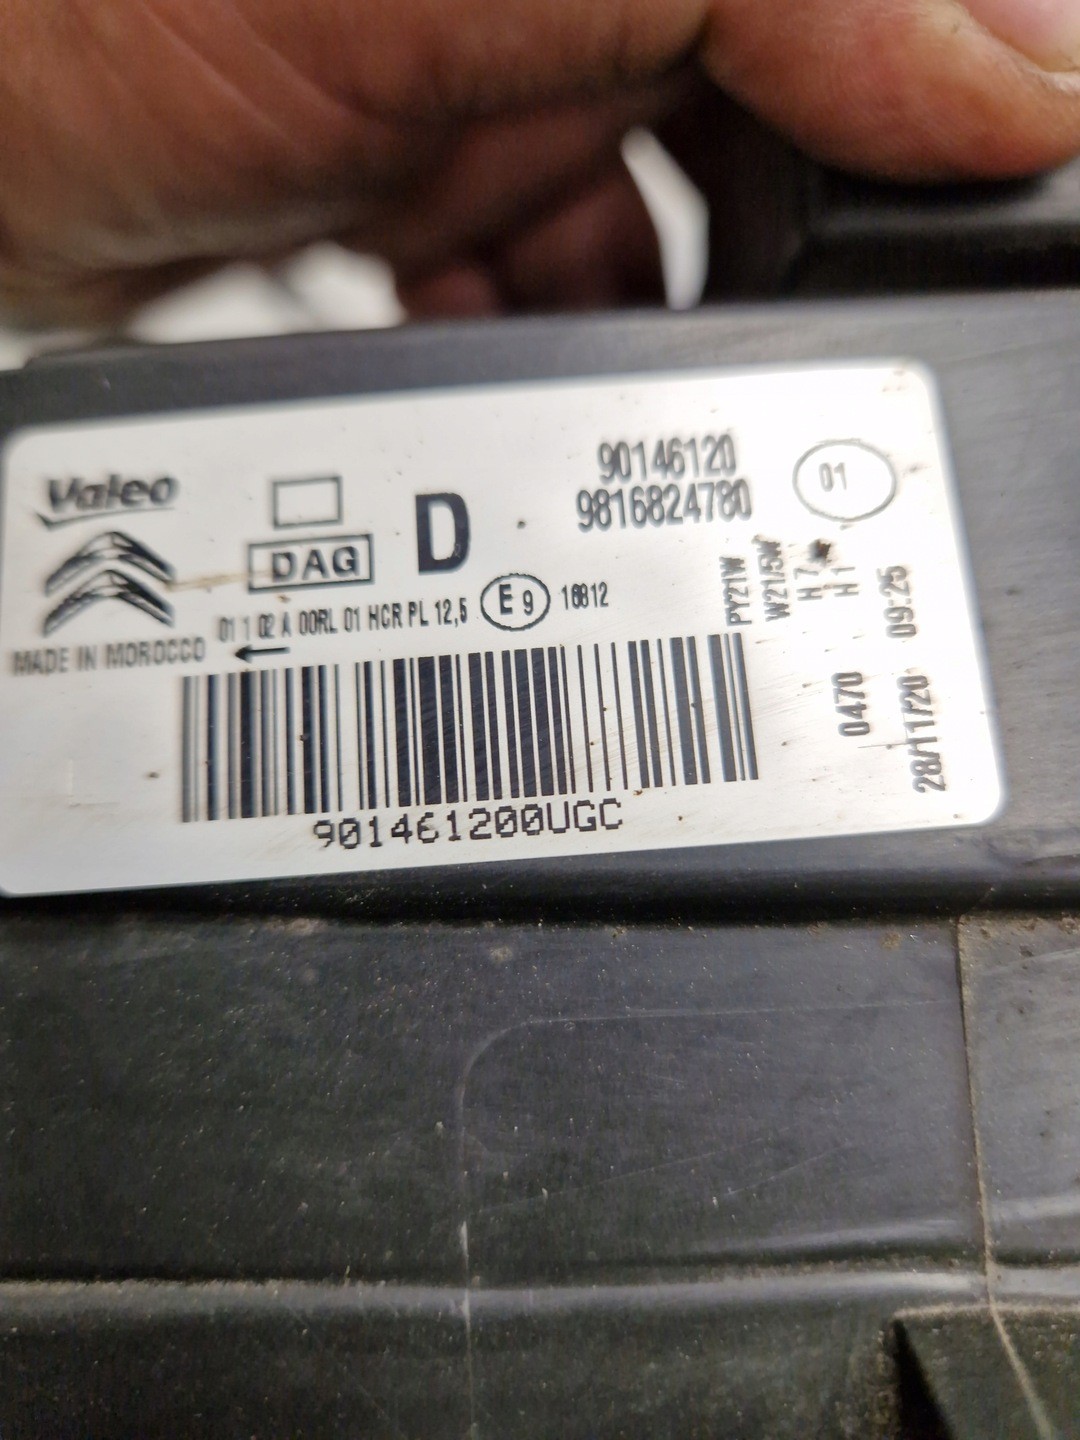 Valeo
DAG
D
90146120
9816824780
01
MADE IN MOROCCO
01 1 02 A 00RL 01 HCR PL 12,5
E 9
16812
PY21W
W21/5W
H7
H1
0470
28/11/20 09:25
901461200UGC